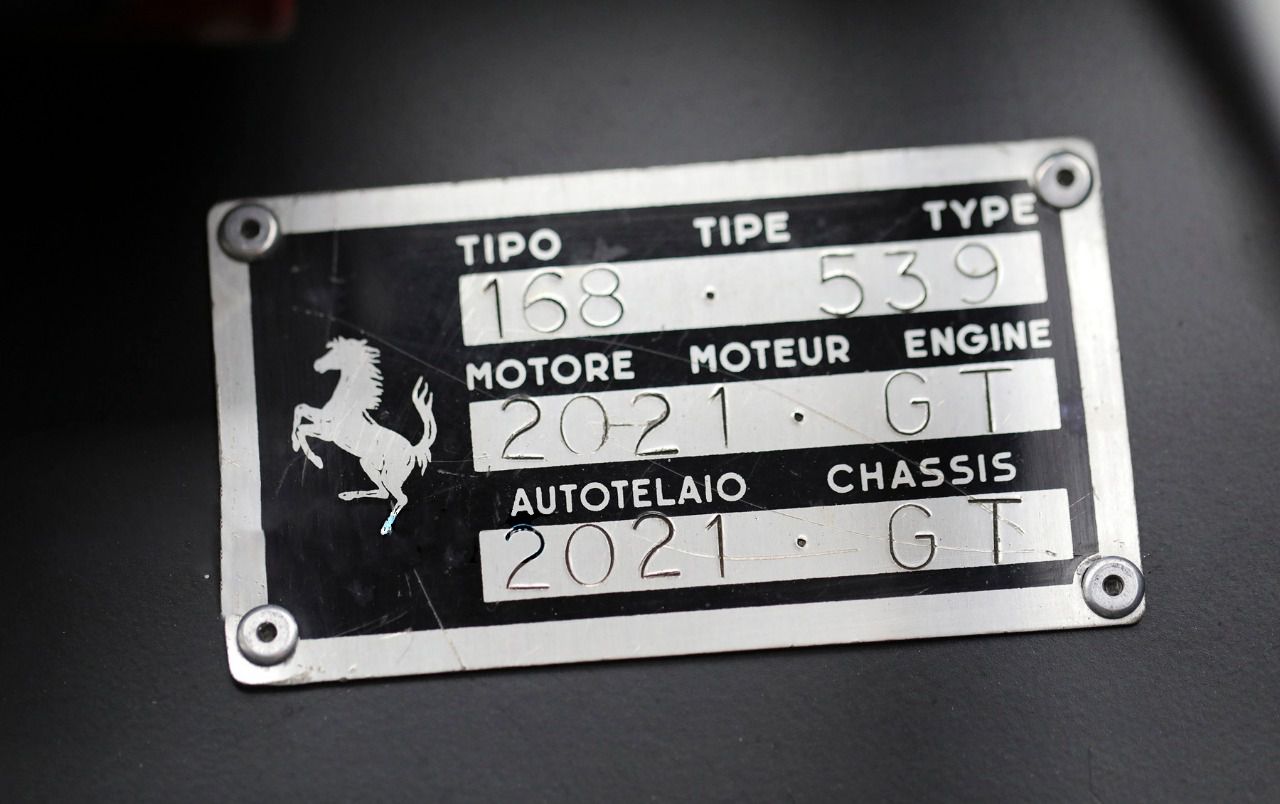 TIPO TIPE TYPE
168 · 539
MOTORE MOTEUR ENGINE
2021 · GT
AUTOTELAIO CHASSIS
2021 · GT